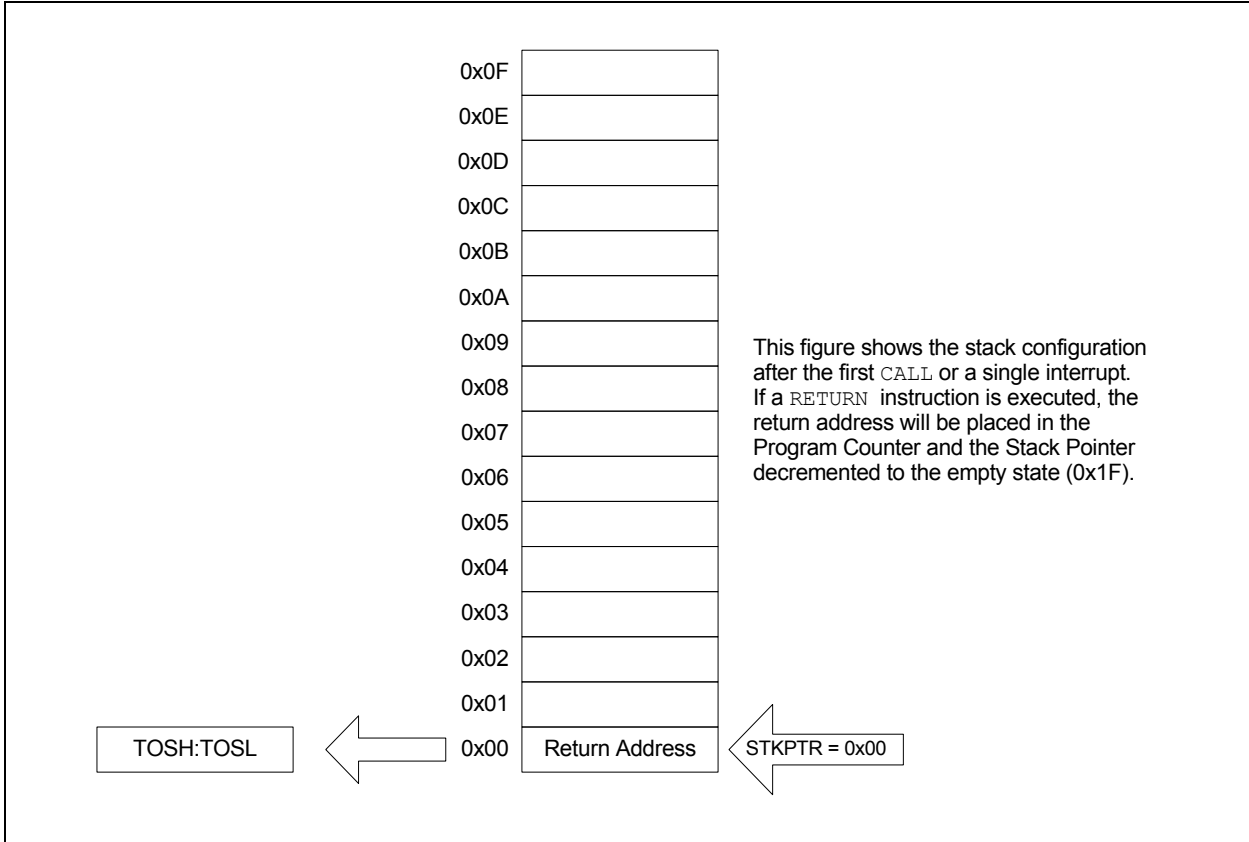 0x0F
0x0E
0x0D
0x0C
0x0B
0x0A
0x09
0x08
0x07
0x06
0x05
0x04
0x03
0x02
0x01
0x00
This figure shows the stack configuration
after the first CALL or a single interrupt.
If a RETURN instruction is executed, the
return address will be placed in the
Program Counter and the Stack Pointer
decremented to the empty state (0x1F).
TOSH:TOSL
Return Address
STKPTR = 0x00